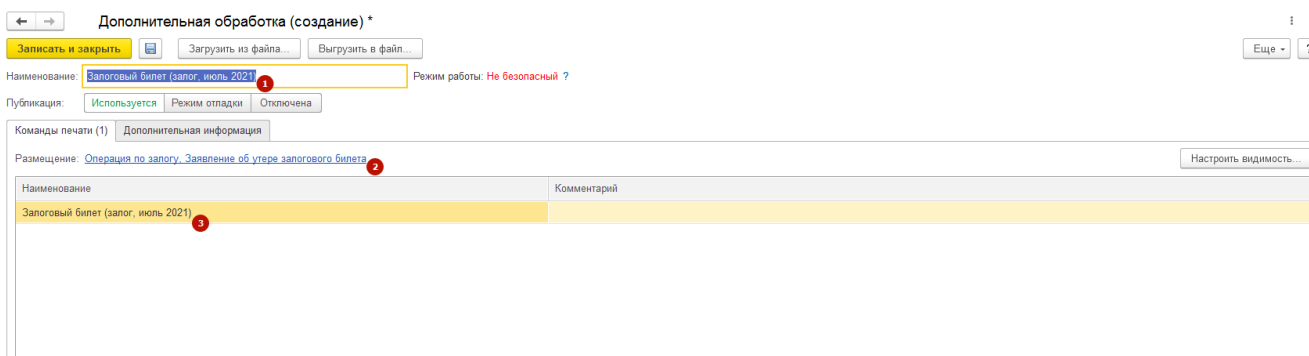 Дополнительная обработка (создание) *
Записать и закрыть Загрузить из файла... Выгрузить в файл... Еще ?
Наименование: Залоговый билет (залог, июль 2021) 1 Режим работы: Не безопасный ?
Публикация: Используется Режим отладки Отключена
Команды печати (1) Дополнительная информация
Размещение: Операция по залогу, Заявление об утере залогового билета 2 Настроить видимость...
Наименование Комментарий
Залоговый билет (залог, июль 2021) 3